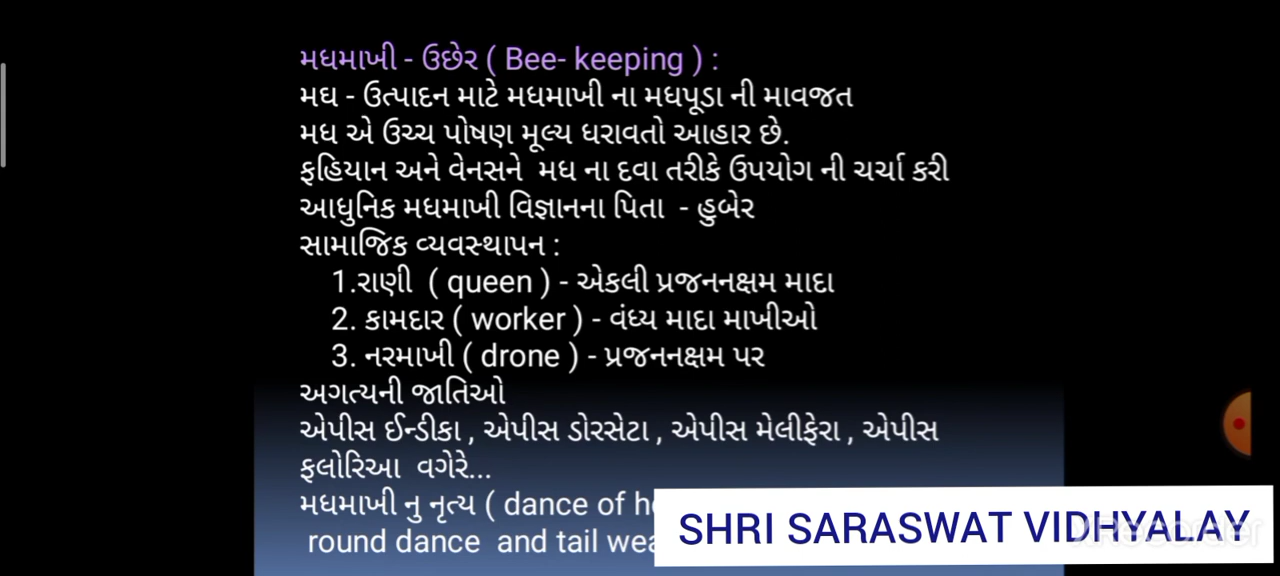 મધમાખી - ઉછેર ( Bee- keeping ) :
મઘ - ઉત્પાદન માટે મધમાખી ના મધપૂડા ની માવજત
મધ એ ઉચ્ચ પોષણ મૂલ્ય ધરાવતો આહાર છે.
ફહિયાન અને વેનસને મધ ના દવા તરીકે ઉપયોગ ની ચર્ચા કરી
આધુનિક મધમાખી વિજ્ઞાનના પિતા - હુબેર
સામાજિક વ્યવસ્થાપન :
1.રાણી ( queen ) - એકલી પ્રજનનક્ષમ માદા
2. કામદાર ( worker ) - વંધ્ય માદા માખીઓ
3. નરમાખી ( drone ) - પ્રજનનક્ષમ પર
અગત્યની જાતિઓ
એપીસ ઈન્ડીકા , એપીસ ડોરસેટા , એપીસ મેલીફેરા , એપીસ
ફલોરિઆ વગેરે...
મધમાખી નુ નૃત્ય ( dance of
round dance and tail
SHRI SARASWAT VIDHYALAY
XRecorder